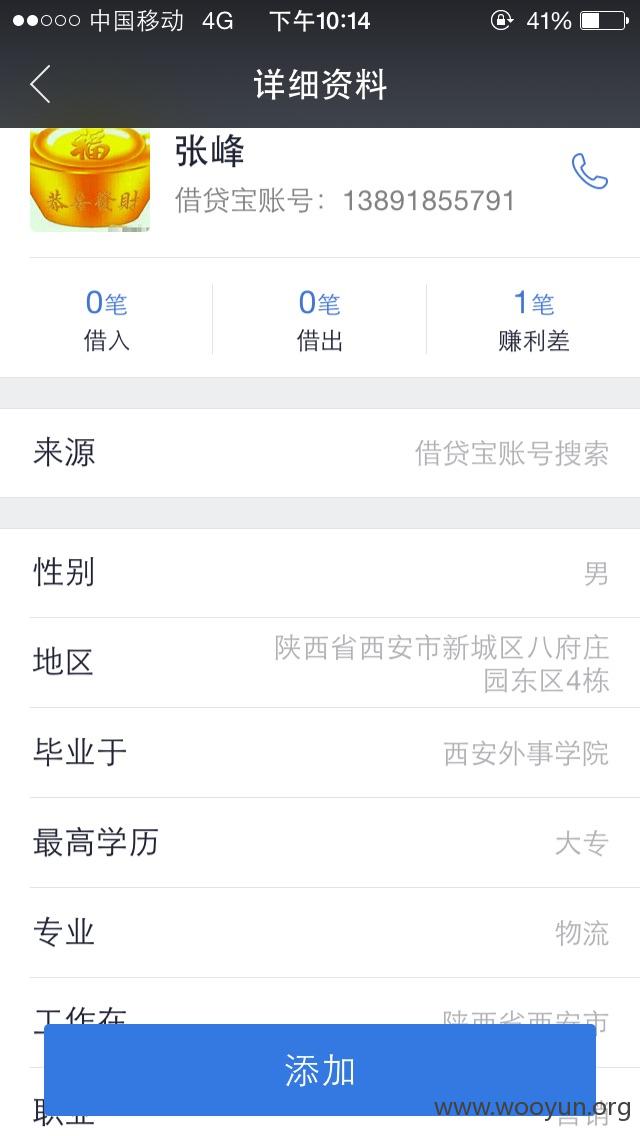 中国移动 4G 下午10:14 41%
详细资料
福
恭喜發財
张峰
借贷宝账号：13891855791
0笔 0笔 1笔
借入 借出 赚利差
来源 借贷宝账号搜索
性别 男
地区 陕西省西安市新城区八府庄
园东区4栋
毕业于 西安外事学院
最高学历 大专
专业 物流
工作在 陕西省西安市
添加
职业 营销
www.wooyun.org